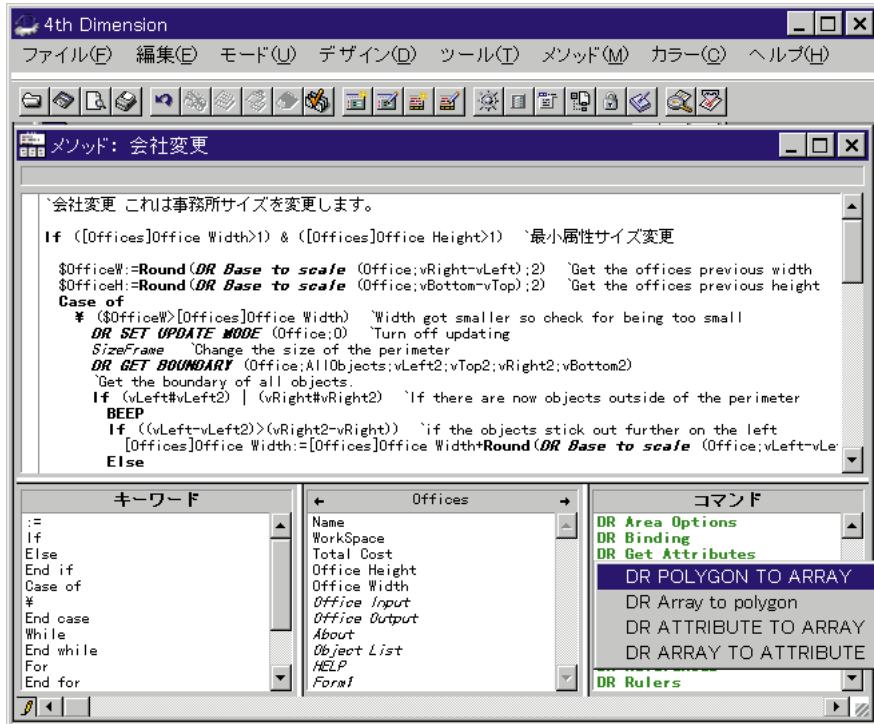 4th Dimension
ファイル(F) 編集(E) モード(U) デザイン(D) ツール(T) メソッド(M) カラー(C) ヘルプ(H)
メソッド: 会社変更
`会社変更 これは事務所サイズを変更します。
If ([Offices]Office Width>1) & ([Offices]Office Height>1) `最小属性サイズ変更
$OfficeW:=Round(DR Base to scale (Office;vRight-vLeft);2) `Get the offices previous width
$OfficeH:=Round(DR Base to scale (Office;vBottom-vTop);2) `Get the offices previous height
Case of
¥ ($OfficeW>[Offices]Office Width) `Width got smaller so check for being too small
DR SET UPDATE MODE (Office;0) `Turn off updating
SizeFrame `Change the size of the perimeter
DR GET BOUNDARY (Office;AllObjects;vLeft2;vTop2;vRight2;vBottom2)
`Get the boundary of all objects.
If (vLeft#vLeft2) | (vRight#vRight2) `If there are now objects outside of the perimeter
BEEP
If ((vLeft-vLeft2)>(vRight2-vRight)) `if the objects stick out further on the left
[Offices]Office Width:=[Offices]Office Width+Round(DR Base to scale (Office;vLeft-vLe
Else
キーワード
:=
If
Else
End if
Case of
¥
End case
While
End while
For
End for
Offices
Name
WorkSpace
Total Cost
Office Height
Office Width
Office Input
Office Output
About
Object List
HELP
Form1
コマンド
DR Area Options
DR Binding
DR Get Attributes
DR POLYGON TO ARRAY
DR Array to polygon
DR ATTRIBUTE TO ARRAY
DR ARRAY TO ATTRIBUTE
DR Rulers